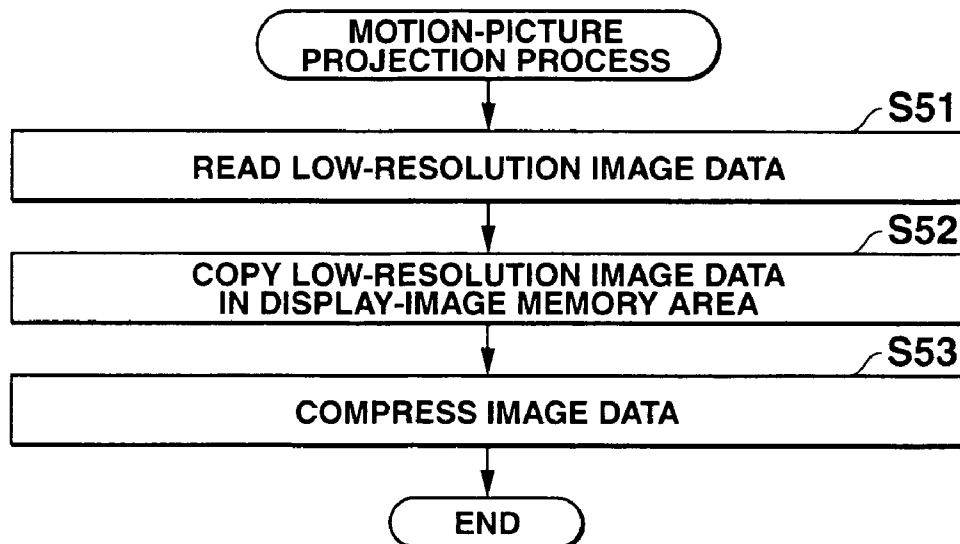 MOTION-PICTURE
PROJECTION PROCESS
S51
READ LOW-RESOLUTION IMAGE DATA
S52
COPY LOW-RESOLUTION IMAGE DATA
IN DISPLAY-IMAGE MEMORY AREA
S53
COMPRESS IMAGE DATA
END